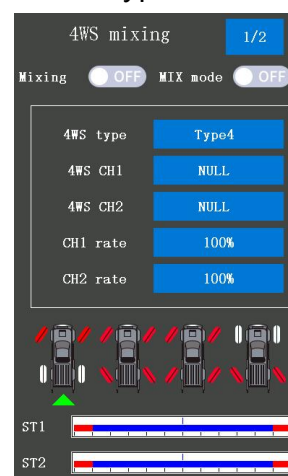 4WS mixing 1/2
Mixing OFF MIX mode OFF
4WS type Type4
4WS CH1 NULL
4WS CH2 NULL
CH1 rate 100%
CH2 rate 100%
ST1
ST2